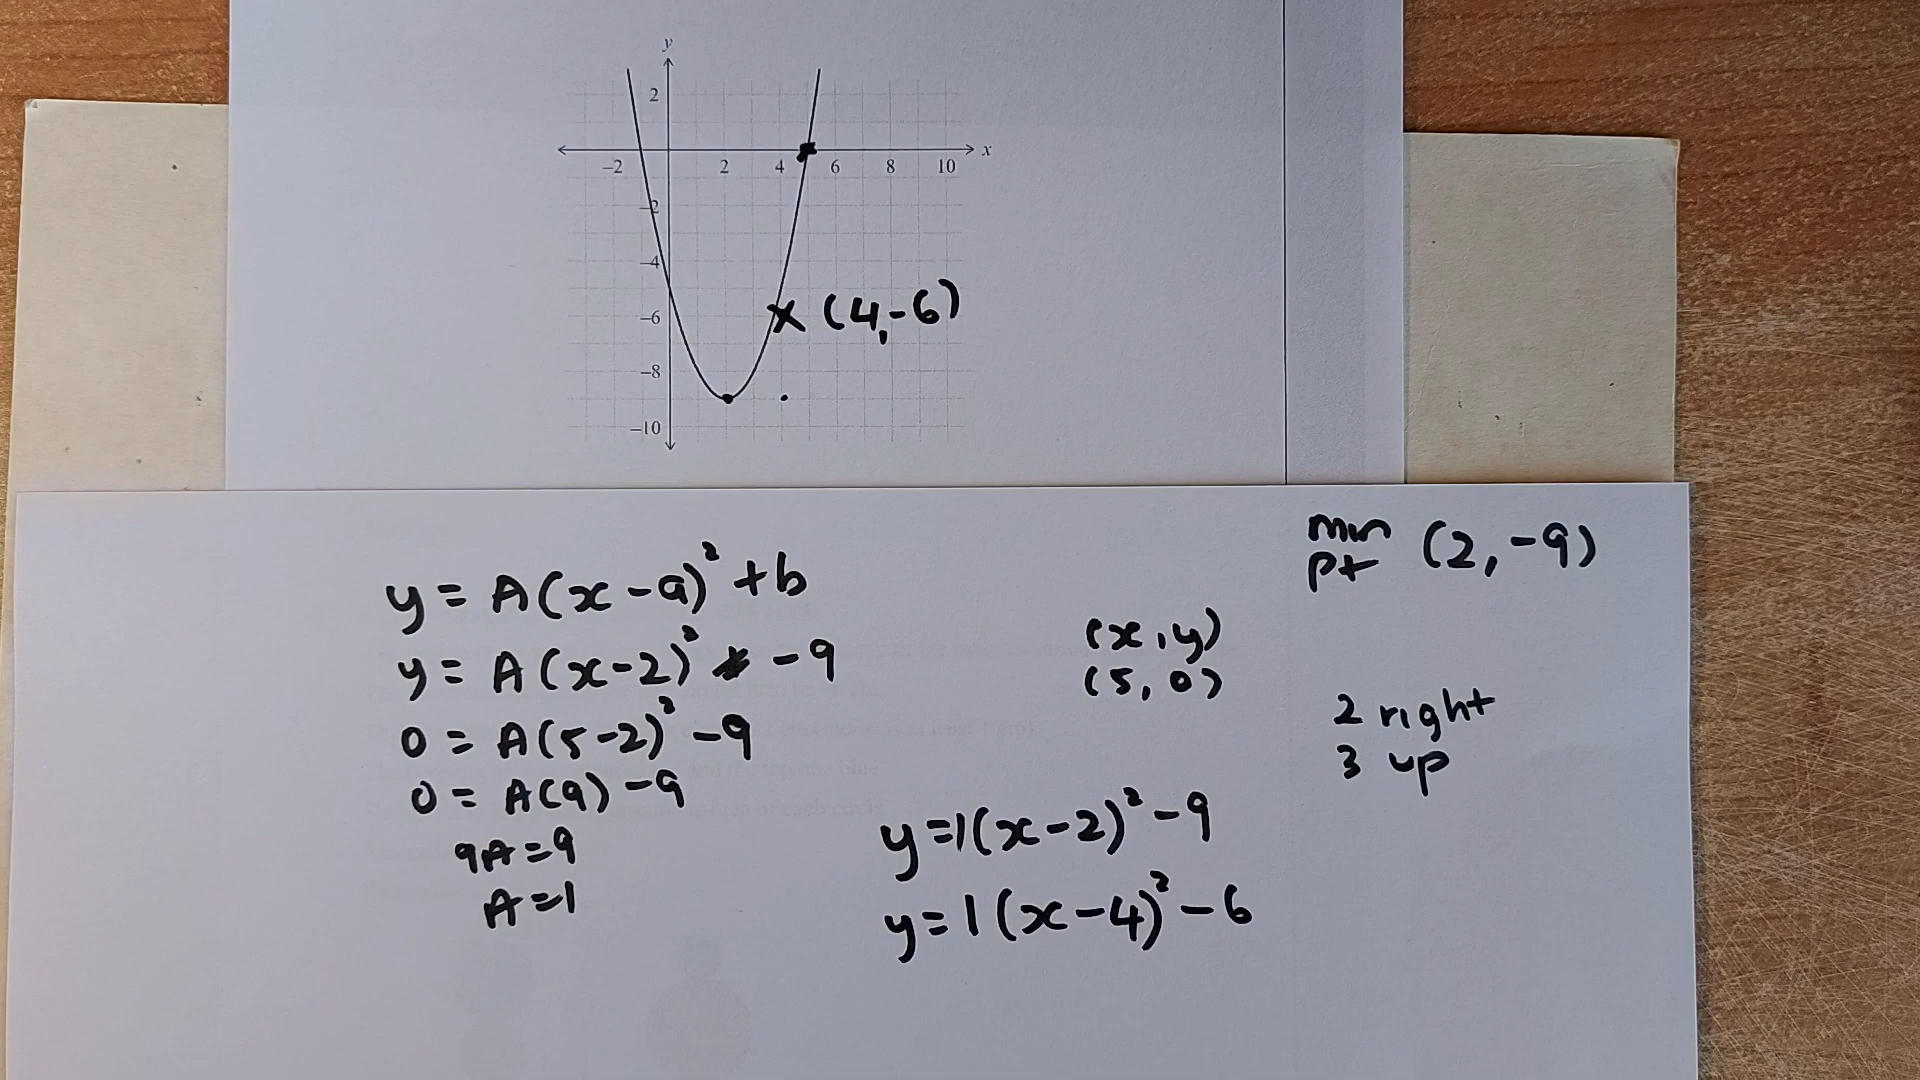 y
2
x
-2 2 4 6 8 10
-2
-4
-6
(4,-6)
-8
-10
min
pt (2,-9)
y = A(x-a)² + b
y = A(x-2)² -9
(x,y)
(5,0)
0 = A(5-2)² -9
0 = A(9) -9
9A=9
A=1
2 right
3 up
y=1(x-2)² -9
y=1(x-4)² -6